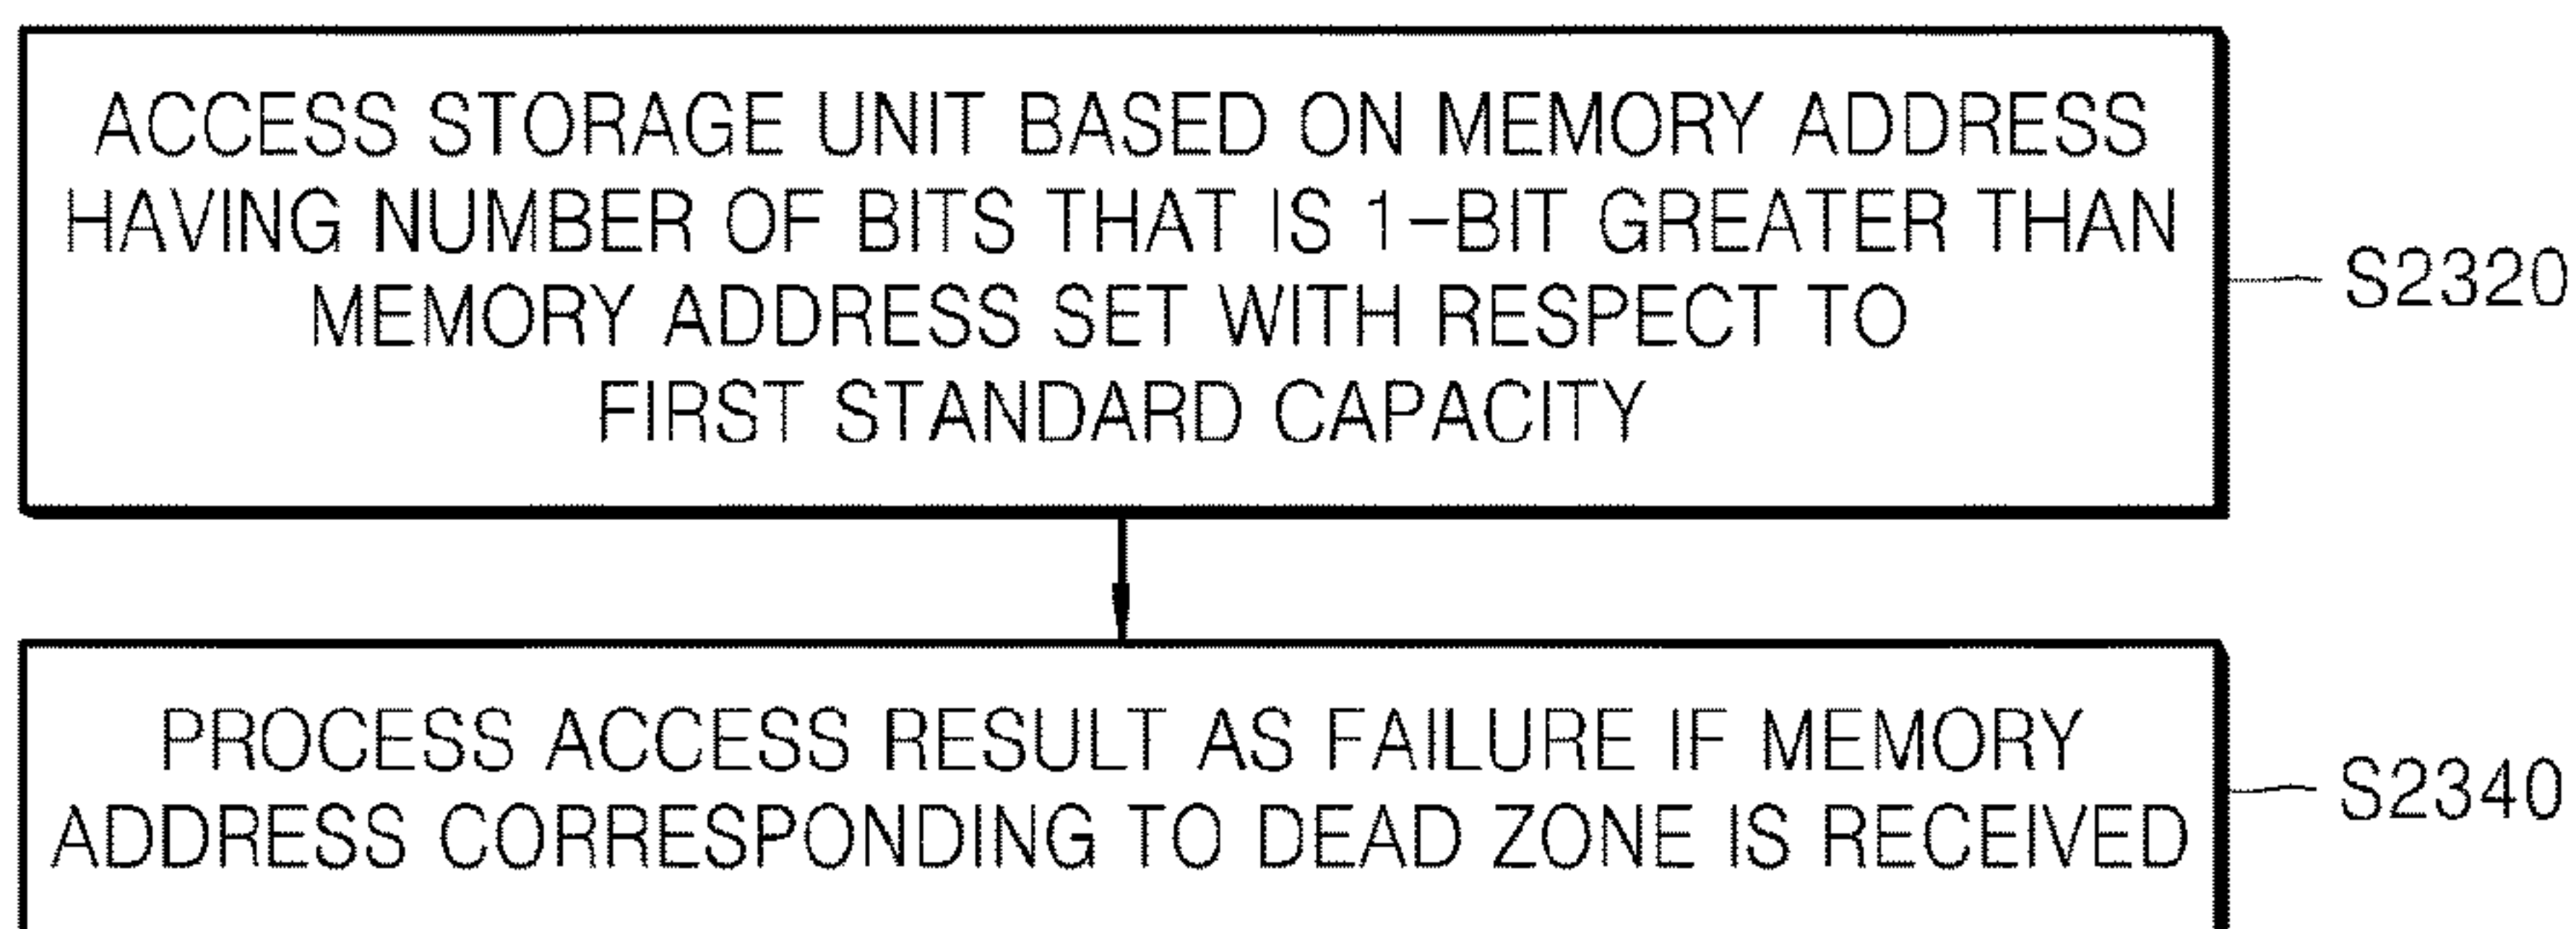 ACCESS STORAGE UNIT BASED ON MEMORY ADDRESS
HAVING NUMBER OF BITS THAT IS 1-BIT GREATER THAN
MEMORY ADDRESS SET WITH RESPECT TO
FIRST STANDARD CAPACITY
S2320
PROCESS ACCESS RESULT AS FAILURE IF MEMORY
ADDRESS CORRESPONDING TO DEAD ZONE IS RECEIVED
S2340